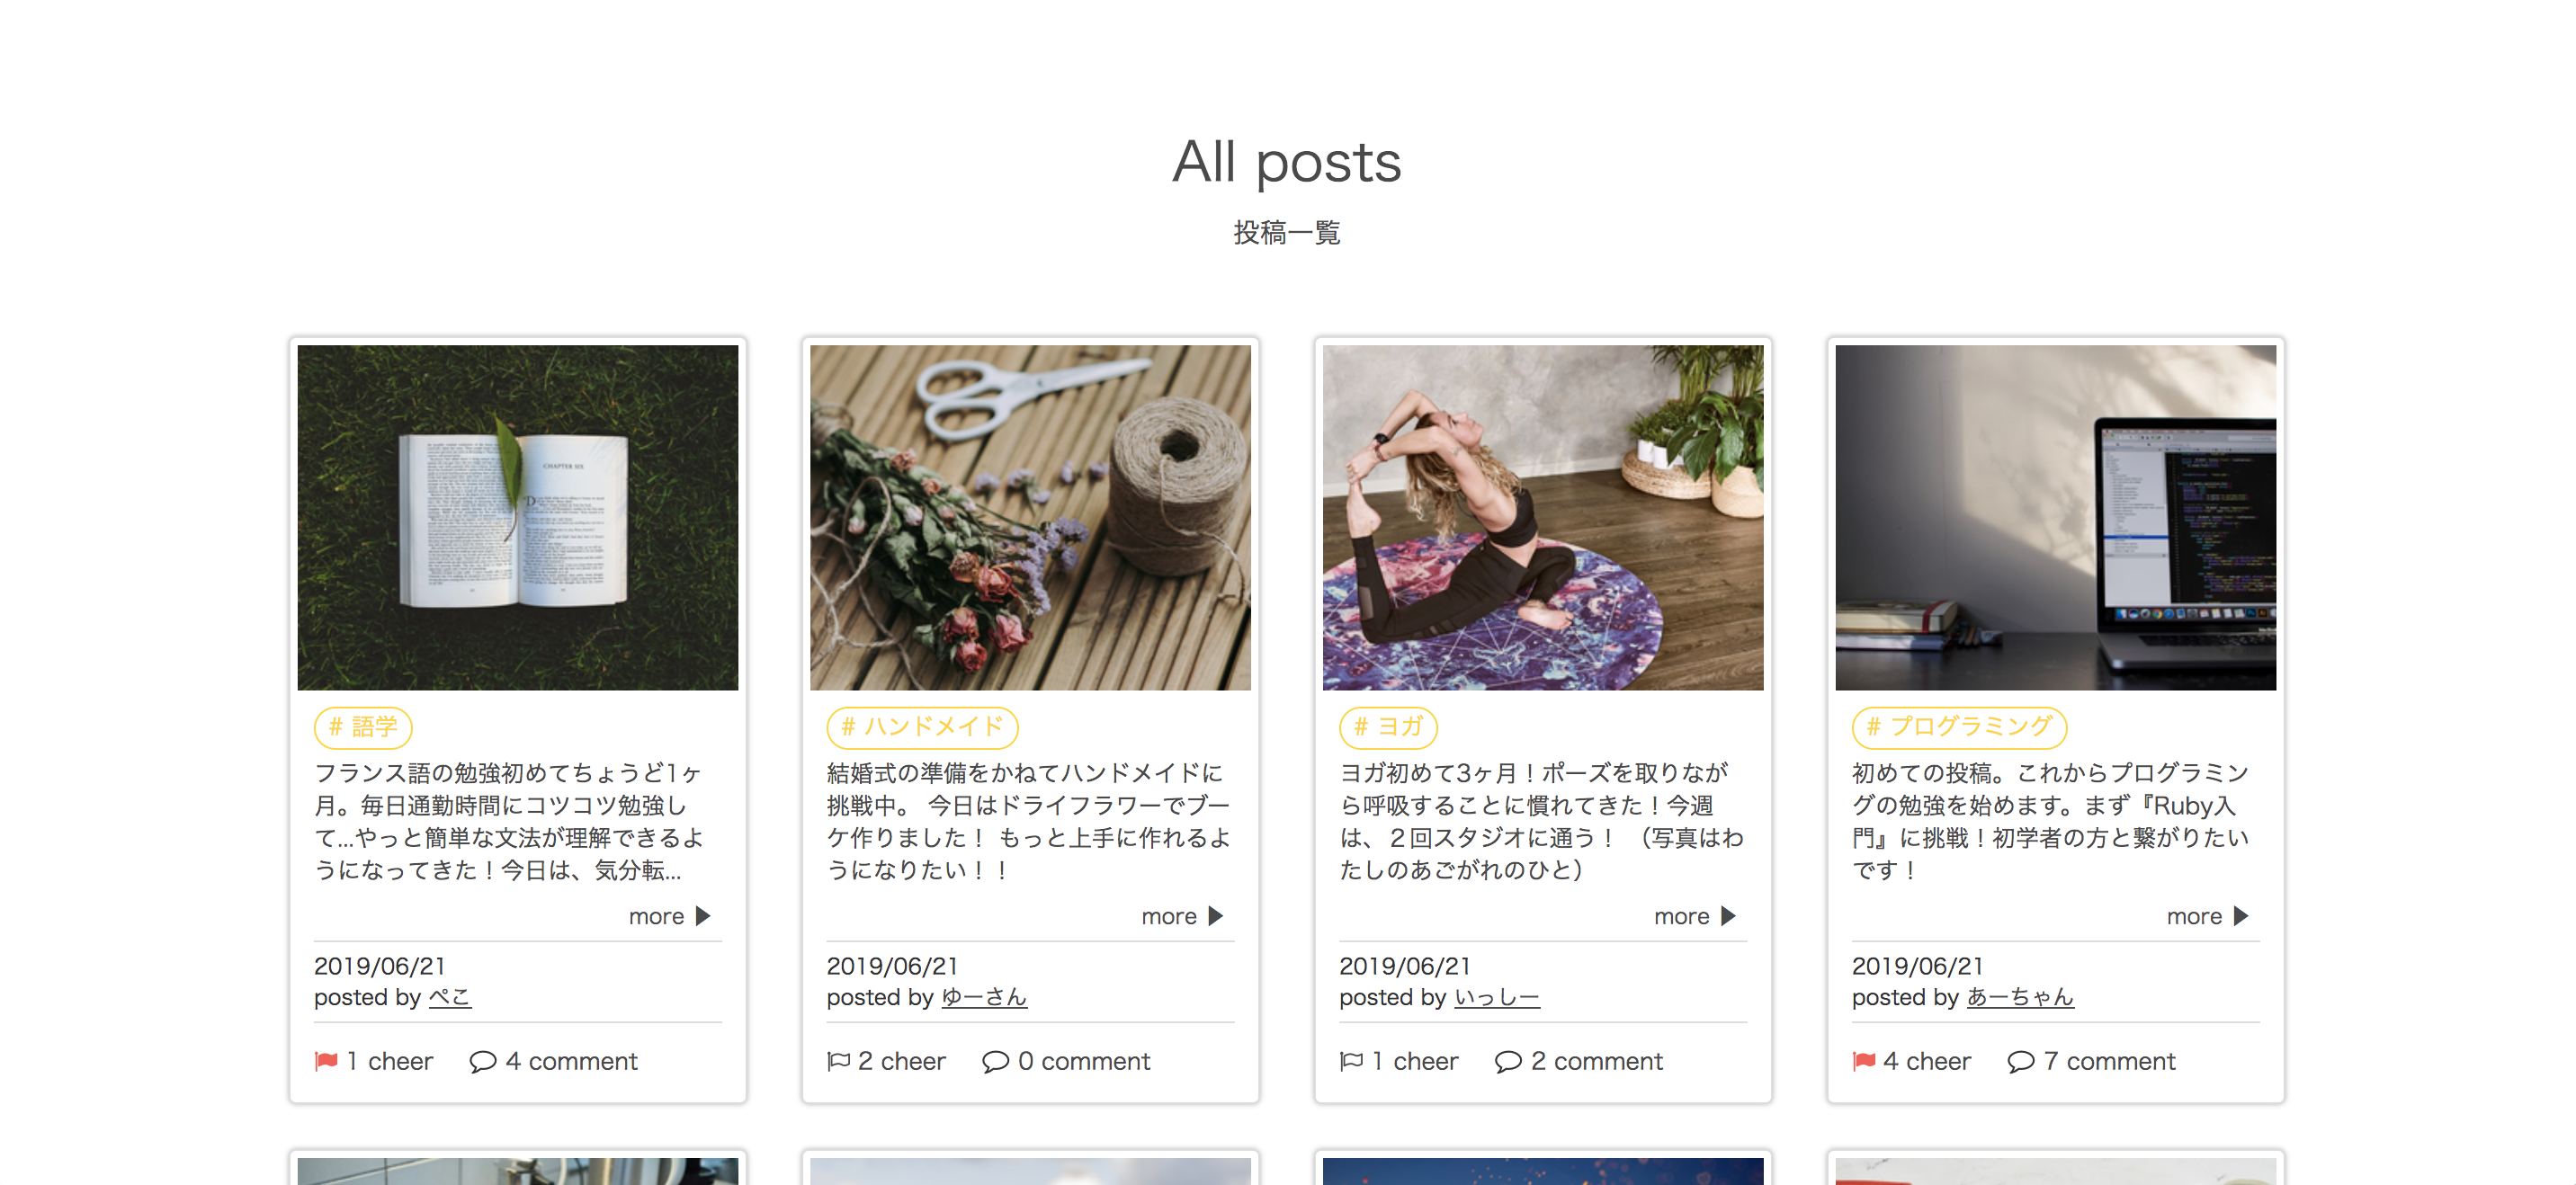 All posts
投稿一覧
CHAPTER SIX
# 語学
フランス語の勉強初めてちょうど1ヶ
月。毎日通勤時間にコツコツ勉強し
て...やっと簡単な文法が理解できるよ
うになってきた！今日は、気分転...
more ▶
2019/06/21
posted by ぺこ
1 cheer 4 comment
# ハンドメイド
結婚式の準備をかねてハンドメイドに
挑戦中。 今日はドライフラワーでブー
ケ作りました！ もっと上手に作れるよ
うになりたい！！
more ▶
2019/06/21
posted by ゆーさん
2 cheer 0 comment
# ヨガ
ヨガ初めて3ヶ月！ポーズを取りなが
ら呼吸することに慣れてきた！今週
は、２回スタジオに通う！ （写真はわ
たしのあごがれのひと）
more ▶
2019/06/21
posted by いっしー
1 cheer 2 comment
# プログラミング
初めての投稿。これからプログラミン
グの勉強を始めます。まず『Ruby入
門』に挑戦！初学者の方と繋がりたい
です！
more ▶
2019/06/21
posted by あーちゃん
4 cheer 7 comment